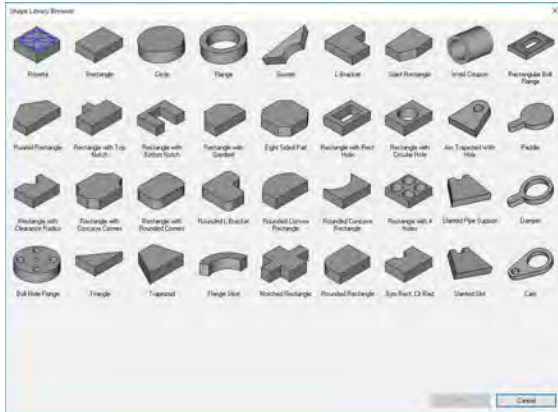 Shape Library Browser
Rosette
Rectangle
Circle
Flange
Gusset
L-Bracket
Slant Rectangle
Weld Coupon
Rectangular Bolt
Flange
Rectangle with Top
Notch
Rectangle with
Bottom Notch
Rectangle with
Eight Sided Part
Rectangle with Rect
Hole
Rectangle with
Circular Hole
Arc Trapezoid With
Hole
Paddle
Rectangle with
Clearance Radius
Rectangle with
Concave Corners
Rectangle with
Rounded Corners
Rounded L-Bracket
Rounded Convex
Rectangle
Rounded Concave
Rectangle
Rectangle with 4
Holes
Slanted Pipe Support
Damper
Bolt Hole Flange
Triangle
Trapezoid
Flange Short
Notched Rectangle
Rounded Rectangle
Slanted Slot
Cam
Cancel